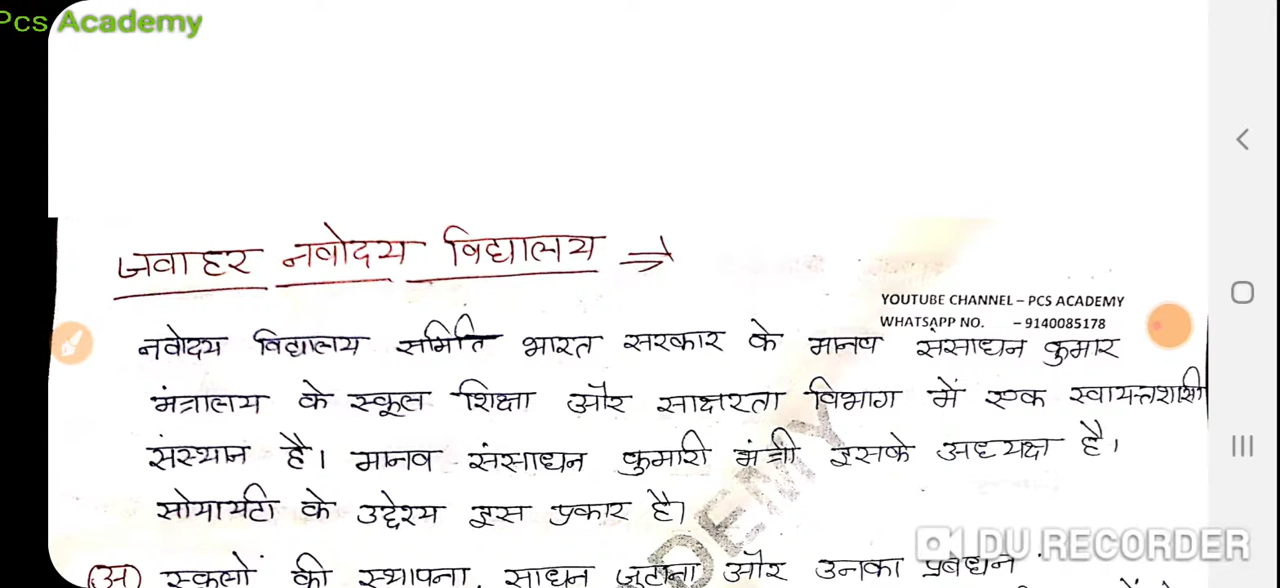 Pcs Academy
जवाहर नवोदय विद्यालय ⇒
YOUTUBE CHANNEL – PCS ACADEMY
WHATSAPP NO. – 9140085178
नवोदय विद्यालय समिति भारत सरकार के मानव संसाधन कुमार
मंत्रालय के स्कूल शिक्षा और साक्षरता विभाग में एक स्वायत्तशासी
संस्थान है। मानव संसाधन कुमारी मंत्री इसके अध्यक्ष है।
सोसायटी के उद्देश्य इस प्रकार है।
DEMY
(अ) स्कूलों की स्थापना, साधन जुटाना और उनका प्रबंधन
DU RECORDER